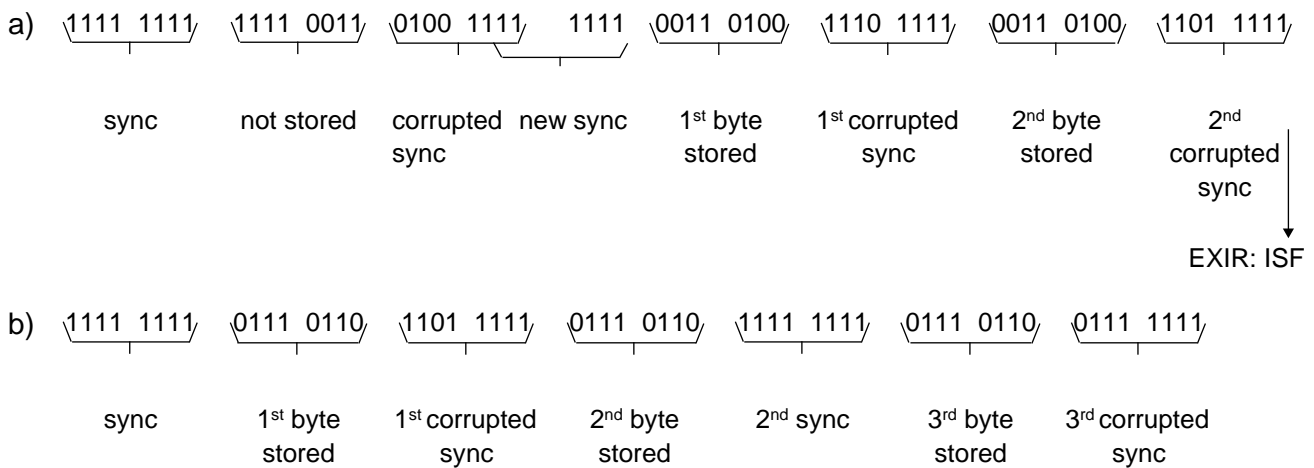 a) 1111 1111 1111 0011 0100 1111 1111 0011 0100 1110 1111 0011 0100 1101 1111
sync not stored corrupted new sync 1st byte 1st corrupted 2nd byte 2nd
sync stored sync stored corrupted
sync
EXIR: ISF
b) 1111 1111 0111 0110 1101 1111 0111 0110 1111 1111 0111 0110 0111 1111
sync 1st byte 1st corrupted 2nd byte 2nd sync 3rd byte 3rd corrupted
stored sync stored stored sync